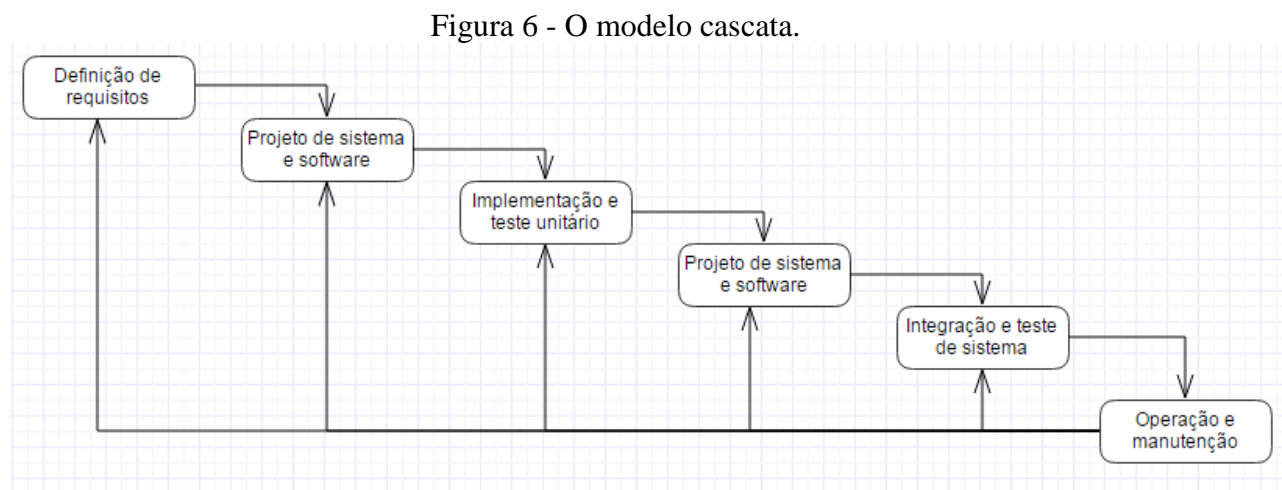 Figura 6 - O modelo cascata.
Definição de
requisitos
Projeto de sistema
e software
Implementação e
teste unitário
Projeto de sistema
e software
Integração e teste
de sistema
Operação e
manutenção